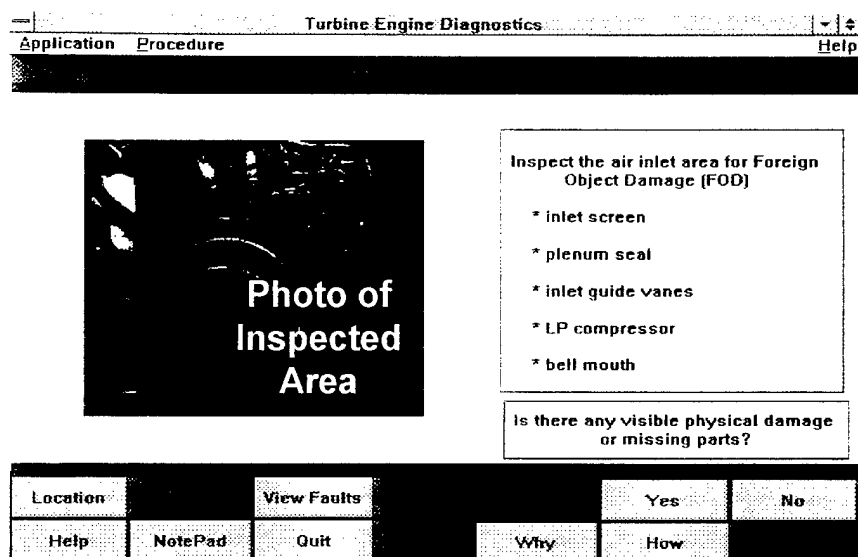 Turbine Engine Diagnostics
Application Procedure Help
Photo of
Inspected
Area
Inspect the air inlet area for Foreign
Object Damage (FOD)
* inlet screen
* plenum seal
* inlet guide vanes
* LP compressor
* bell mouth
Is there any visible physical damage
or missing parts?
Location View Faults Yes No
Help NotePad Quit Why How